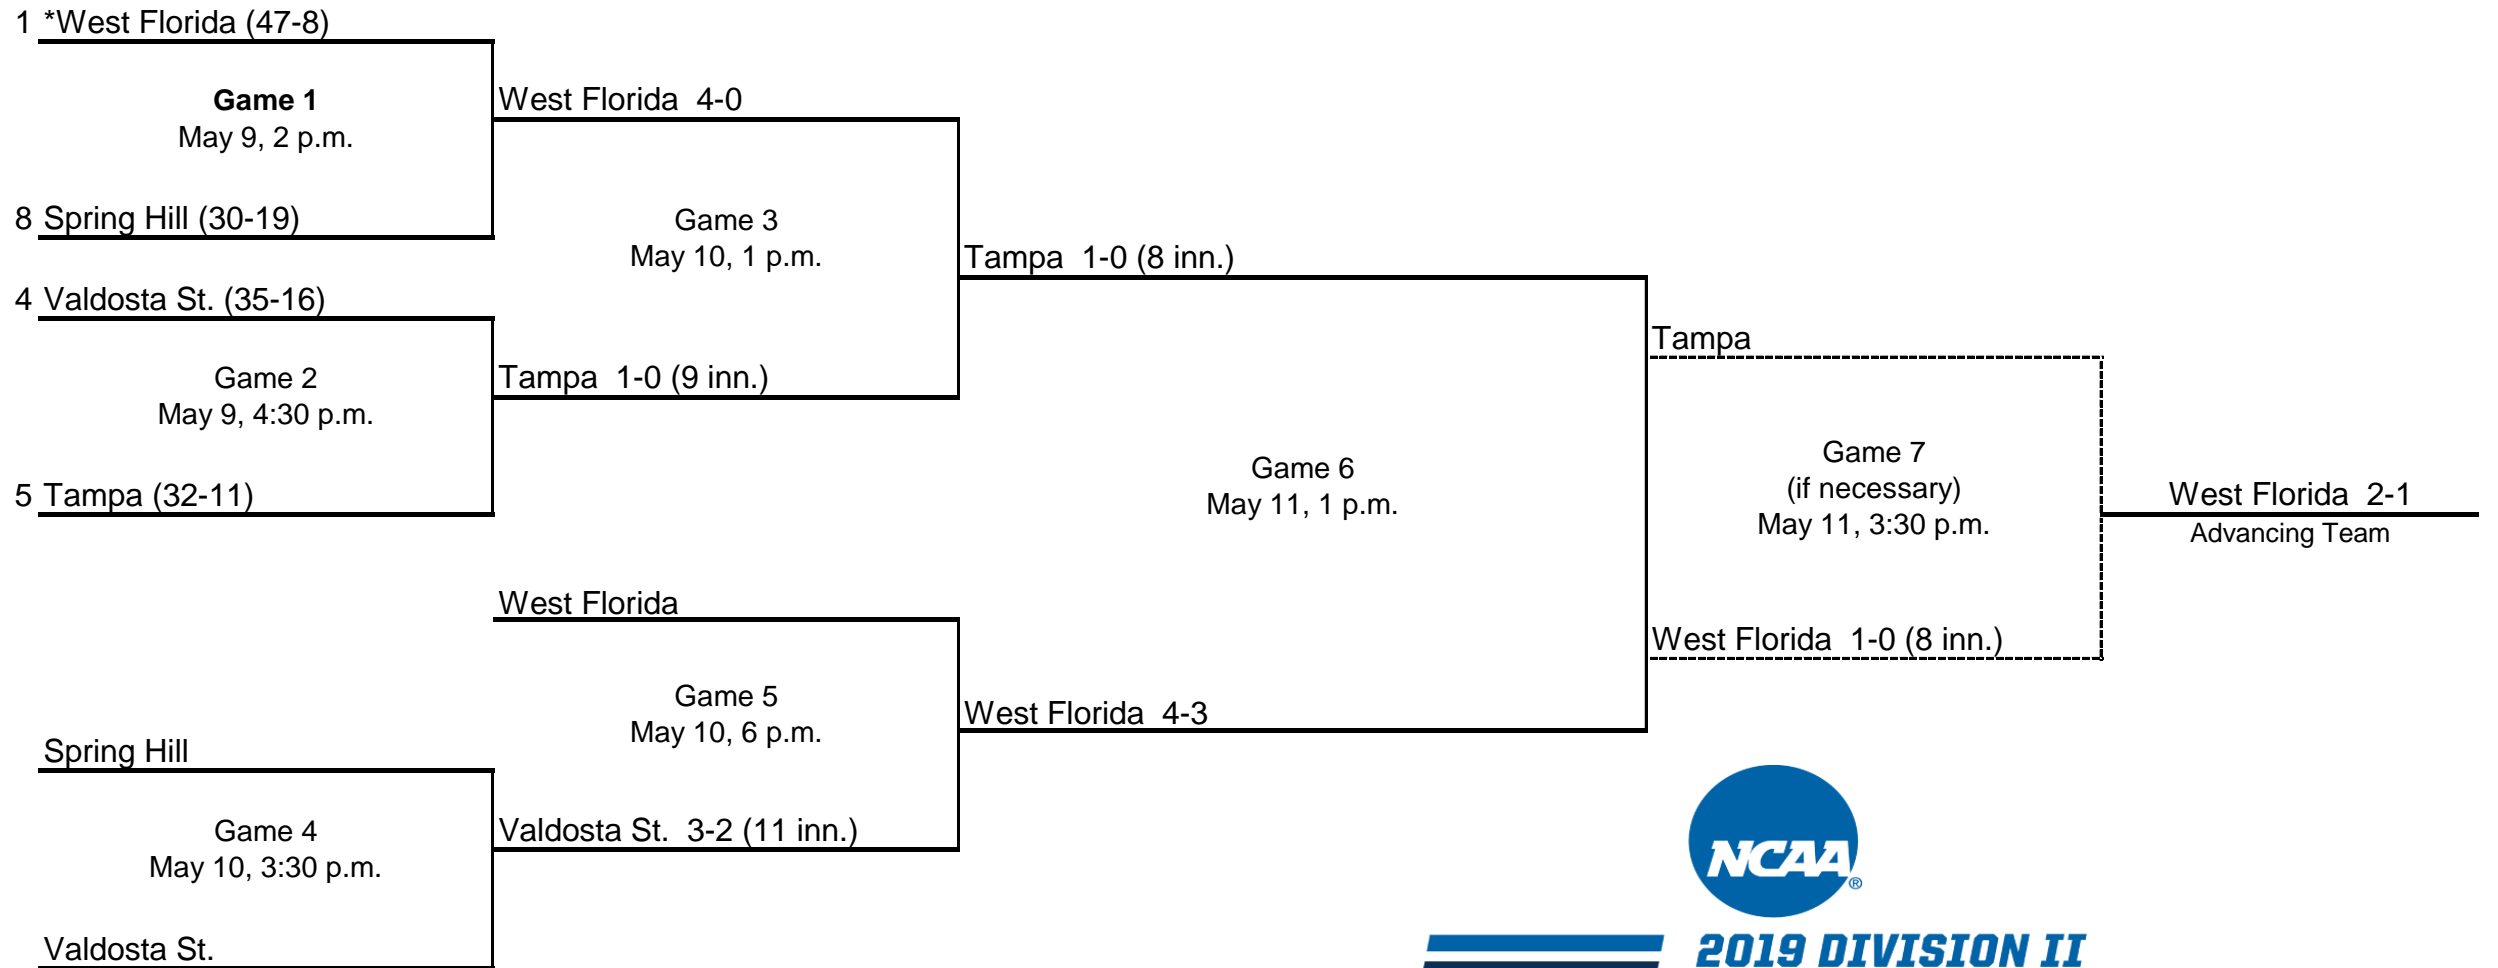 1 *West Florida (47-8)
Game 1
May 9, 2 p.m.
West Florida 4-0
8 Spring Hill (30-19)
Game 3
May 10, 1 p.m.
Tampa 1-0 (8 inn.)
4 Valdosta St. (35-16)
Tampa
Game 2
May 9, 4:30 p.m.
Tampa 1-0 (9 inn.)
Game 6
May 11, 1 p.m.
Game 7
(if necessary)
May 11, 3:30 p.m.
5 Tampa (32-11)
West Florida 2-1
Advancing Team
West Florida
West Florida 1-0 (8 inn.)
Game 5
May 10, 6 p.m.
West Florida 4-3
Spring Hill
Game 4
May 10, 3:30 p.m.
Valdosta St. 3-2 (11 inn.)
Valdosta St.
NCAA®
2019 DIVISION II